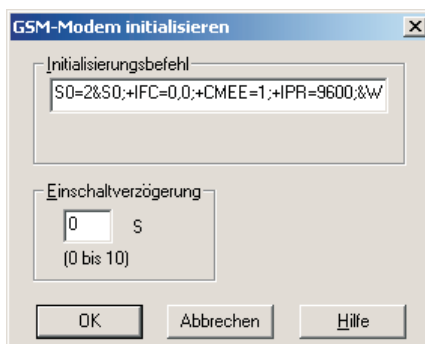 GSM-Modem initialisieren
Initialisierungsbefehl
S0=2&S0;+IFC=0,0;+CMEE=1;+IPR=9600;&W
Einschaltverzögerung
0 S
(0 bis 10)
OK Abbrechen Hilfe